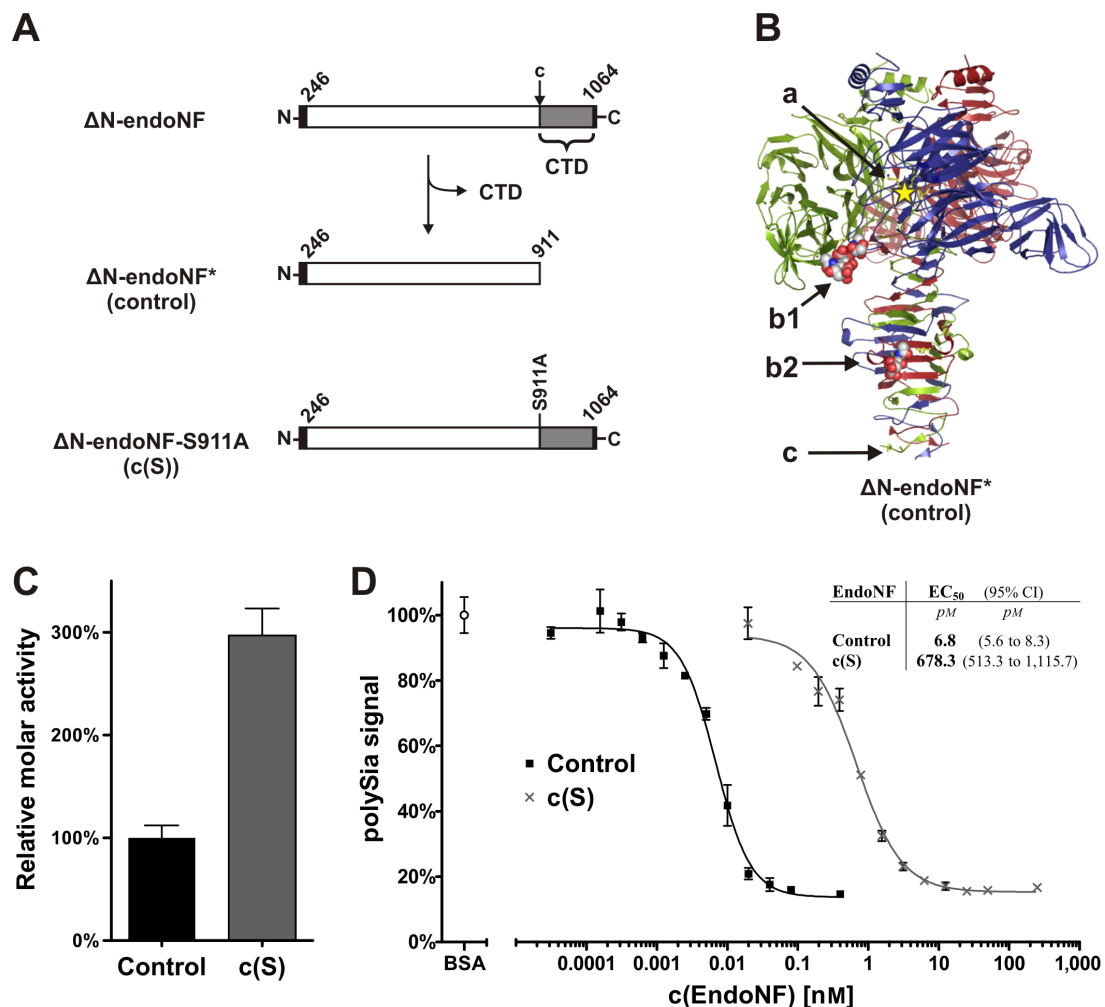 A
ΔN-endoNF
N
246
c
1064
C
CTD
CTD
ΔN-endoNF*
(control)
N
246
911
ΔN-endoNF-S911A
(c(S))
N
246
S911A
1064
C
B
a
b1
b2
c
ΔN-endoNF*
(control)
C
Relative molar activity
300%
200%
100%
0%
Control
c(S)
D
polySia signal
100%
80%
60%
40%
20%
0%
Control
c(S)
EndoNF EC50 (95% CI)
pM pM
Control 6.8 (5.6 to 8.3)
c(S) 678.3 (513.3 to 1,115.7)
BSA
0.0001 0.001 0.01 0.1 1 10 100 1,000
c(EndoNF) [nM]